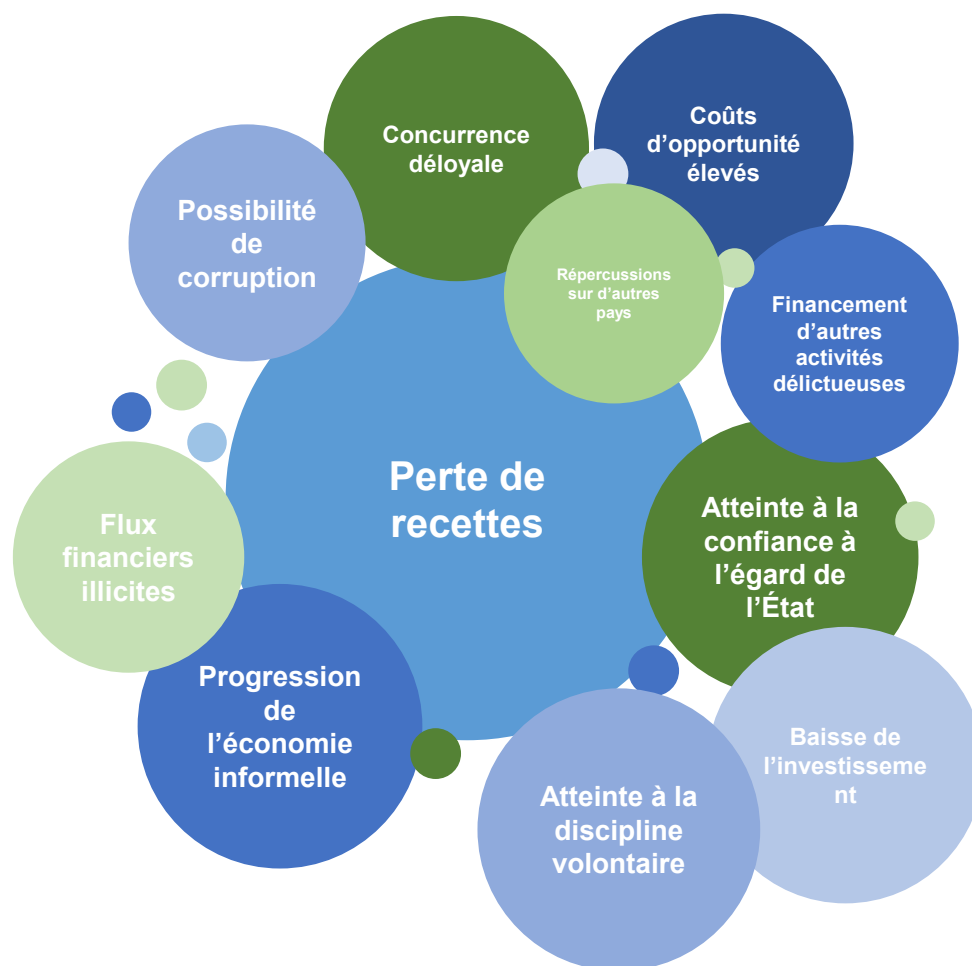 Concurrence
déloyale
Coûts
d’opportunité
élevés
Possibilité
de
corruption
Répercussions
sur d’autres
pays
Financement
d’autres
activités
délictueuses
Perte de
recettes
Atteinte à la
confiance à
l’égard de
l’État
Flux
financiers
illicites
Progression
de
l’économie
informelle
Baisse de
l’investisseme
nt
Atteinte à la
discipline
volontaire